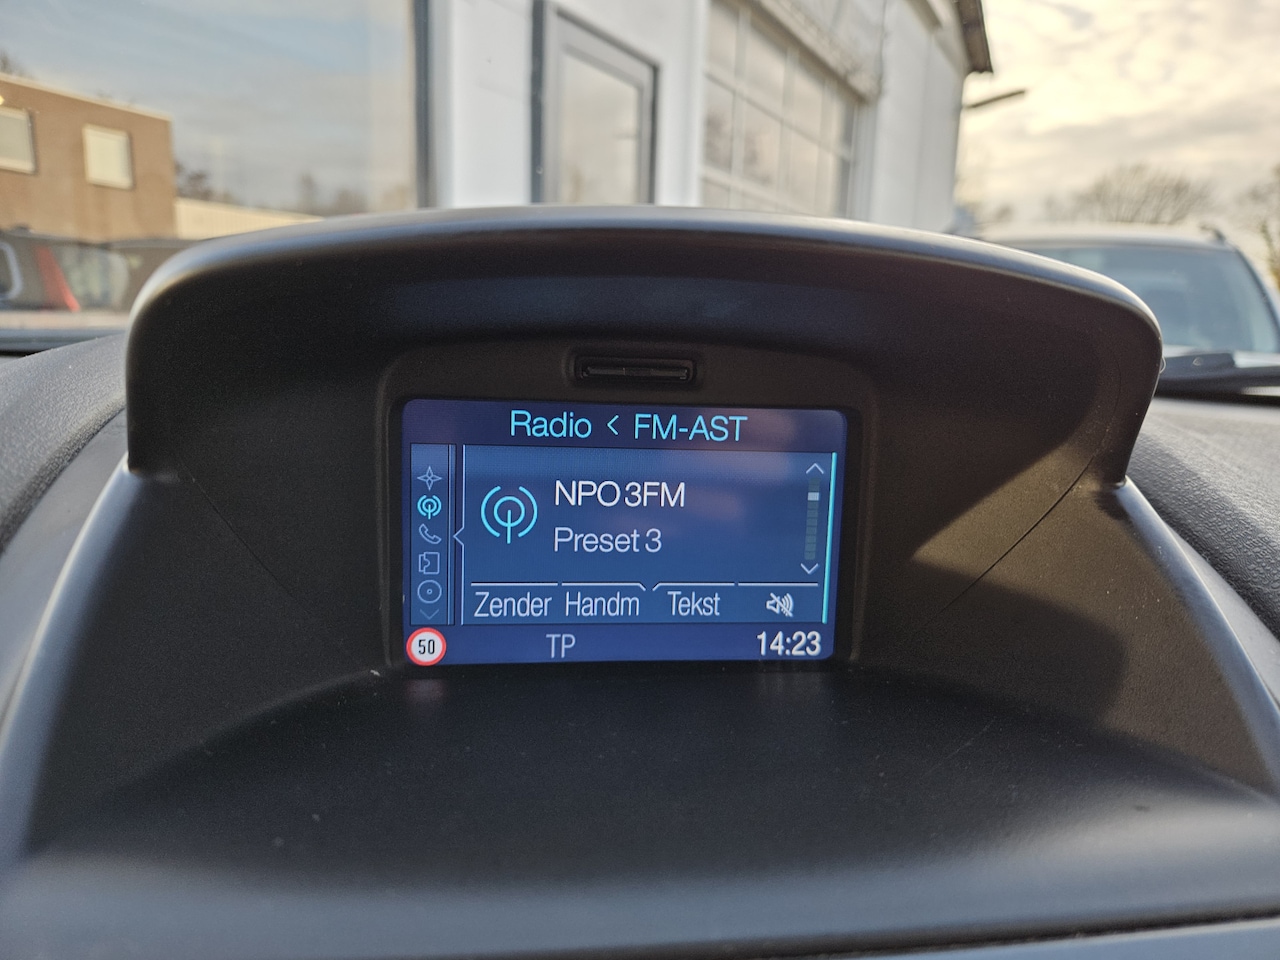 Radio < FM-AST
NPO 3FM
Preset 3
Zender Handm Tekst
50 TP 14:23